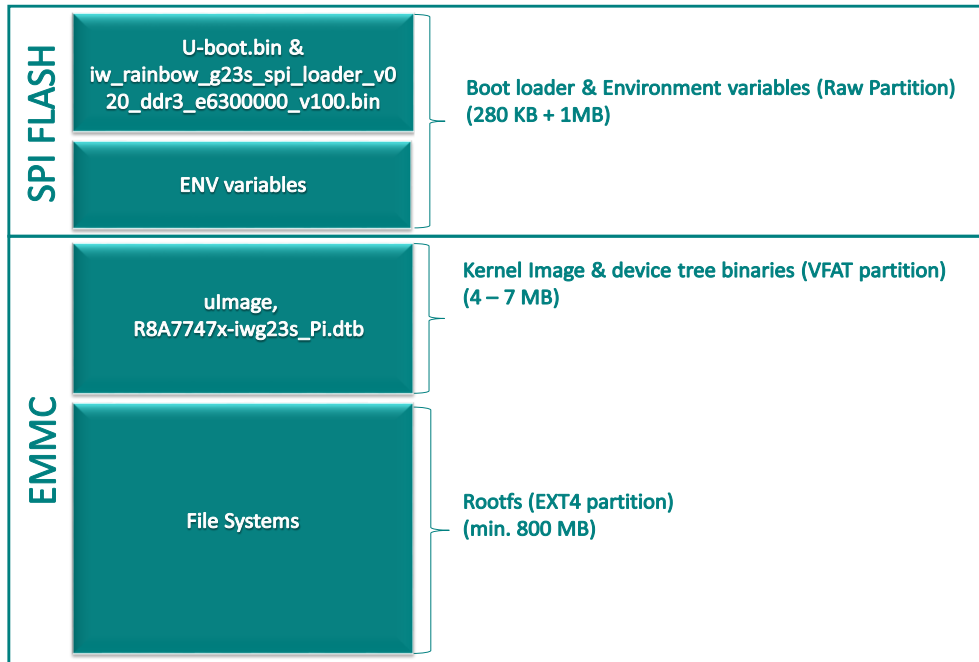 SPI FLASH
U-boot.bin &
iw_rainbow_g23s_spi_loader_v0
20_ddr3_e6300000_v100.bin
ENV variables
Boot loader & Environment variables (Raw Partition)
(280 KB + 1MB)
EMMC
uImage,
R8A7747x-iwg23s_Pi.dtb
Kernel Image & device tree binaries (VFAT partition)
(4 – 7 MB)
File Systems
Rootfs (EXT4 partition)
(min. 800 MB)